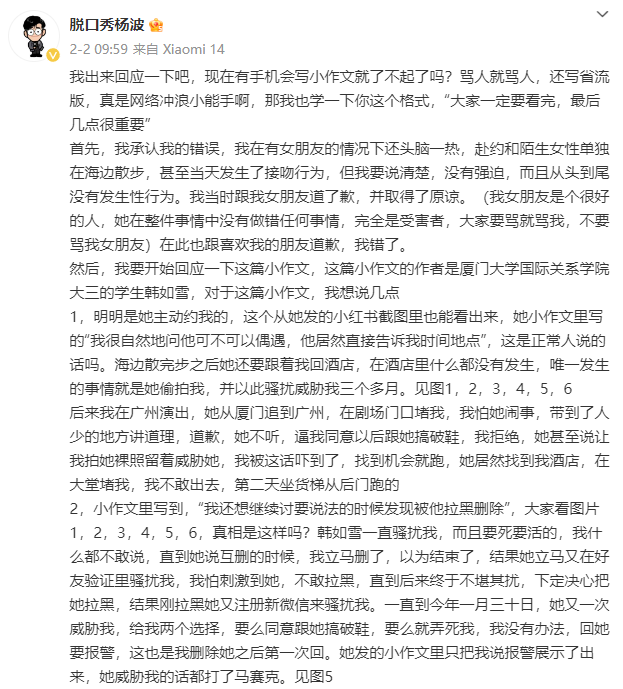 脱口秀杨波
2-2 09:59 来自 Xiaomi 14
我出来回应一下吧，现在有手机会写小作文就了不起了吗？骂人就骂人，还写省流
版，真是网络冲浪小能手啊，那我也学一下你这个格式，“大家一定要看完，最后
几点很重要”
首先，我承认我的错误，我在有女朋友的情况下还头脑一热，赴约和陌生女性单独
在海边散步，甚至当天发生了接吻行为，但我要说清楚，没有强迫，而且从头到尾
没有发生性行为。我当时跟我女朋友道了歉，并取得了原谅。（我女朋友是个很好
的人，她在整件事情中没有做错任何事情，完全是受害者，大家要骂就骂我，不要
骂我女朋友）在此也跟喜欢我的朋友道歉，我错了。
然后，我要开始回应一下这篇小作文，这篇小作文的作者是厦门大学国际关系学院
大三的学生韩如雪，对于这篇小作文，我想说几点
1，明明是她主动约我的，这个从她发的小红书截图里也能看出来，她小作文里写
的”我很自然地问他可不可以偶遇，他居然直接告诉我时间地点”，这是正常人说的
话吗。海边散完步之后她还要跟着我回酒店，在酒店里什么都没有发生，唯一发生
的事情就是她偷拍我，并以此骚扰威胁我三个多月。见图1，2，3，4，5，6
后来我在广州演出，她从厦门追到广州，在剧场门口堵我，我怕她闹事，带到了人
少的地方讲道理，道歉，她不听，逼我同意以后跟她搞破鞋，我拒绝，她甚至说让
我拍她裸照留着威胁她，我被这话吓到了，找到机会就跑，她居然找到我酒店，在
大堂堵我，我不敢出去，第二天坐货梯从后门跑的
2，小作文里写到，“我还想继续讨要说法的时候发现被他拉黑删除”，大家看图片
1，2，3，4，5，6，真相是这样吗？韩如雪一直骚扰我，而且要死要活的，我什
么都不敢说，直到她说互删的时候，我立马删了，以为结束了，结果她立马又在好
友验证里骚扰我，我怕刺激到她，不敢拉黑，直到后来终于不堪其扰，下定决心把
她拉黑，结果刚拉黑她又注册新微信来骚扰我。一直到今年一月三十日，她又一次
威胁我，给我两个选择，要么同意跟她搞破鞋，要么就弄死我，我没有办法，回她
要报警，这也是我删除她之后第一次回。她发的小作文里只把我说报警展示了出
来，她威胁我的话都打了马赛克。见图5